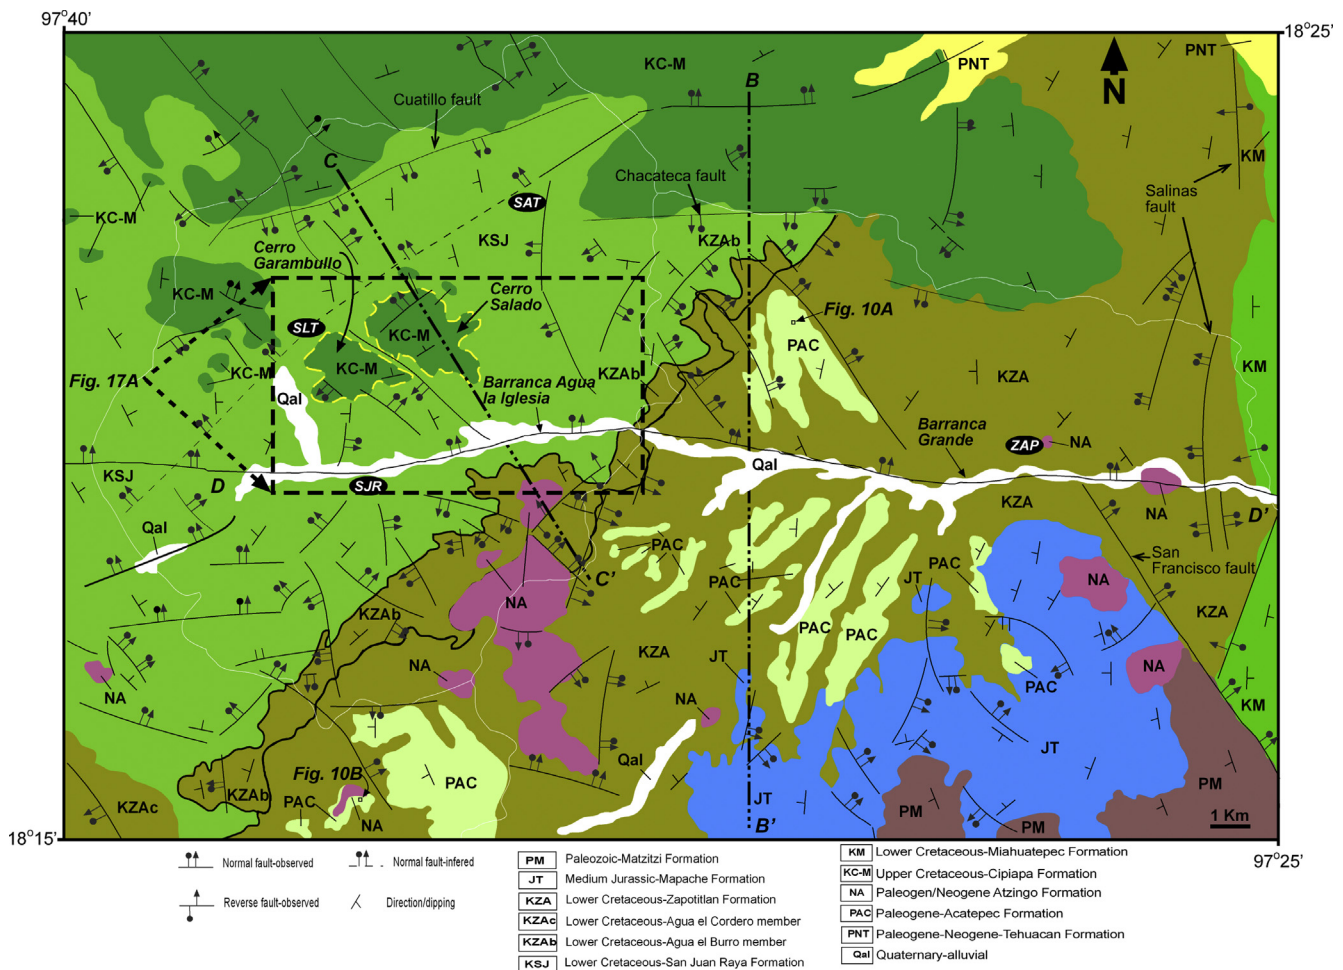 97°40'
18°25'
KC-M
PNT
PNT
B
N
Cuatillo fault
C
KM
Chacateca fault
Salinas
fault
SAT
KC-M
KSJ
KZAb
Cerro
Garambullo
Cerro
Salado
KC-M
Fig. 10A
SLT
KC-M
PAC
KC-M
KC-M
KM
Fig. 17A
KZAb
KZA
Barranca Agua
la Iglesia
Qal
Barranca
Grande
ZAP
NA
KSJ
D
SJR
Qal
KZA
NA
D'
Qal
PAC
San
Francisco fault
PAC
PAC
JT
NA
C'
NA
KZAb
KZA
PAC
PAC
KZA
NA
JT
NA
PAC
NA
NA
KM
Fig. 10B
Qal
JT
PAC
KZAc
KZAb
PAC
NA
JT
PM
PM
B'
1 Km
18°15'
97°25'
Normal fault-observed
Normal fault-infered
Reverse fault-observed
Direction/dipping
PM Paleozoic-Matzitzi Formation
JT Medium Jurassic-Mapache Formation
KZA Lower Cretaceous-Zapotitlan Formation
KZAc Lower Cretaceous-Agua el Cordero member
KZAb Lower Cretaceous-Agua el Burro member
KSJ Lower Cretaceous-San Juan Raya Formation
KM Lower Cretaceous-Miahuatepec Formation
KC-M Upper Cretaceous-Cipiapa Formation
NA Paleogen/Neogene Atzingo Formation
PAC Paleogene-Acatepec Formation
PNT Paleogene-Neogene-Tehuacan Formation
Qal Quaternary-alluvial